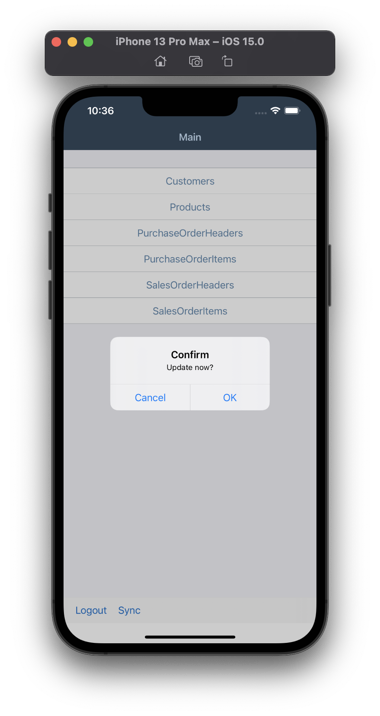 iPhone 13 Pro Max – iOS 15.0
10:36
Main
Customers
Products
PurchaseOrderHeaders
PurchaseOrderItems
SalesOrderHeaders
SalesOrderItems
Confirm
Update now?
Cancel OK
Logout Sync